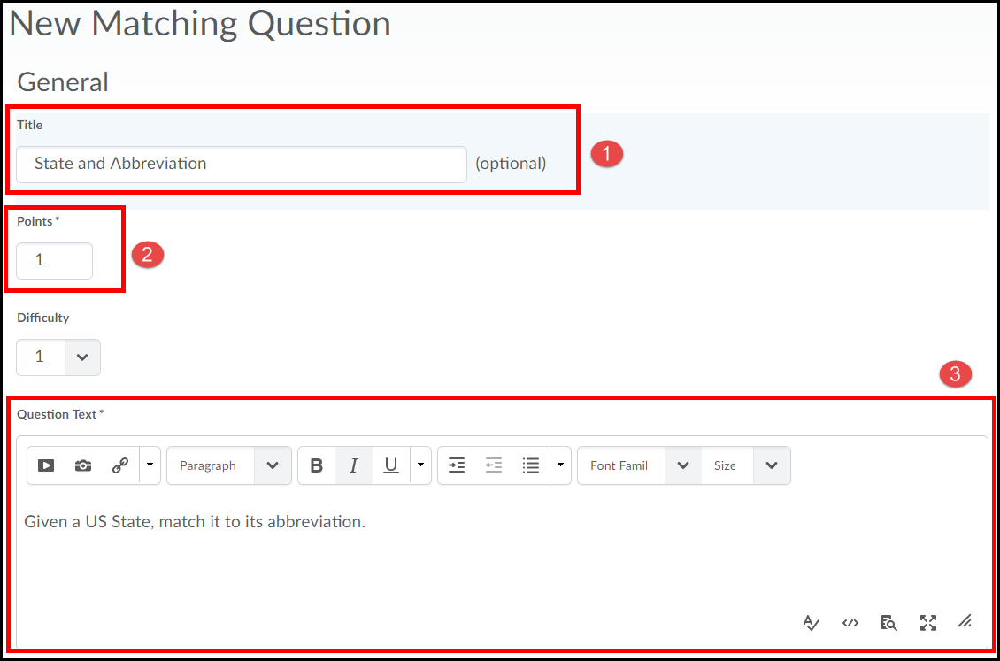 New Matching Question
General
Title
State and Abbreviation (optional)
1
Points *
1
2
Difficulty
1
3
Question Text *
Paragraph B I U Font Famil Size
Given a US State, match it to its abbreviation.